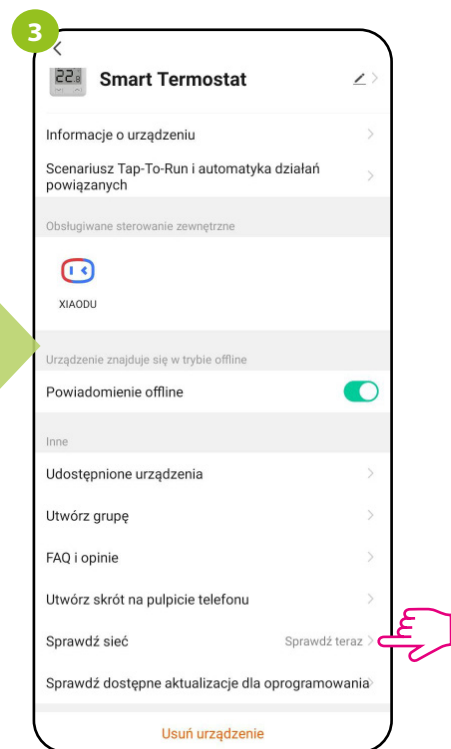 3
22.8
Smart Termostat
Informacje o urządzeniu
Scenariusz Tap-To-Run i automatyka działań
powiązanych
Obsługiwane sterowanie zewnętrzne
XIAODU
Urządzenie znajduje się w trybie offline
Powiadomienie offline
Inne
Udostępnione urządzenia
Utwórz grupę
FAQ i opinie
Utwórz skrót na pulpicie telefonu
Sprawdź sieć Sprawdź teraz
Sprawdź dostępne aktualizacje dla oprogramowania
Usuń urządzenie